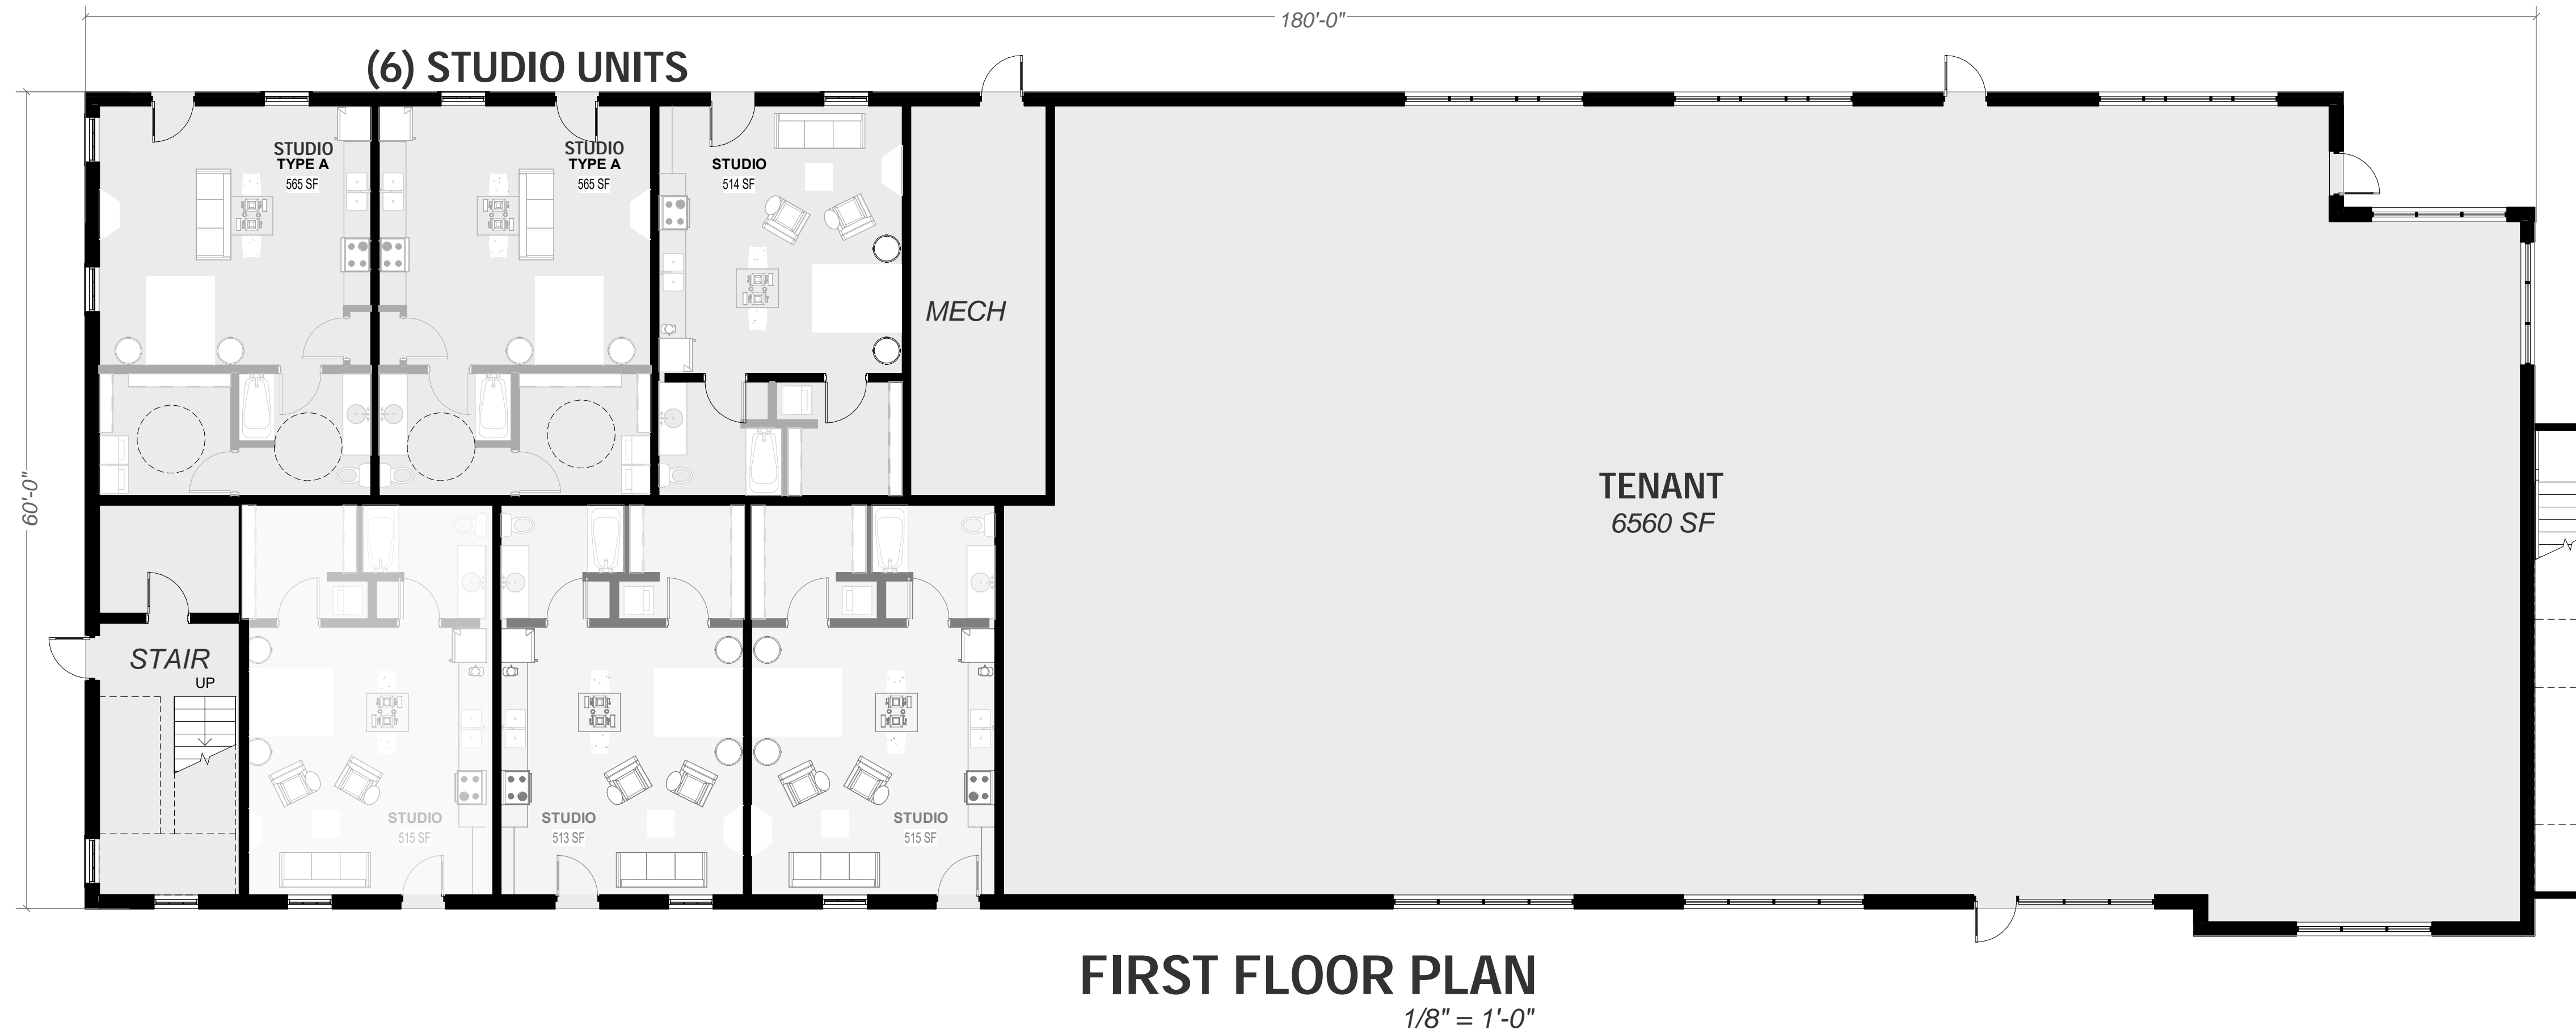 180'-0"
(6) STUDIO UNITS
STUDIO
TYPE A
565 SF
STUDIO
TYPE A
565 SF
STUDIO
514 SF
MECH
60'-0"
TENANT
6560 SF
STAIR
UP
STUDIO
515 SF
STUDIO
513 SF
STUDIO
515 SF
FIRST FLOOR PLAN
1/8" = 1'-0"